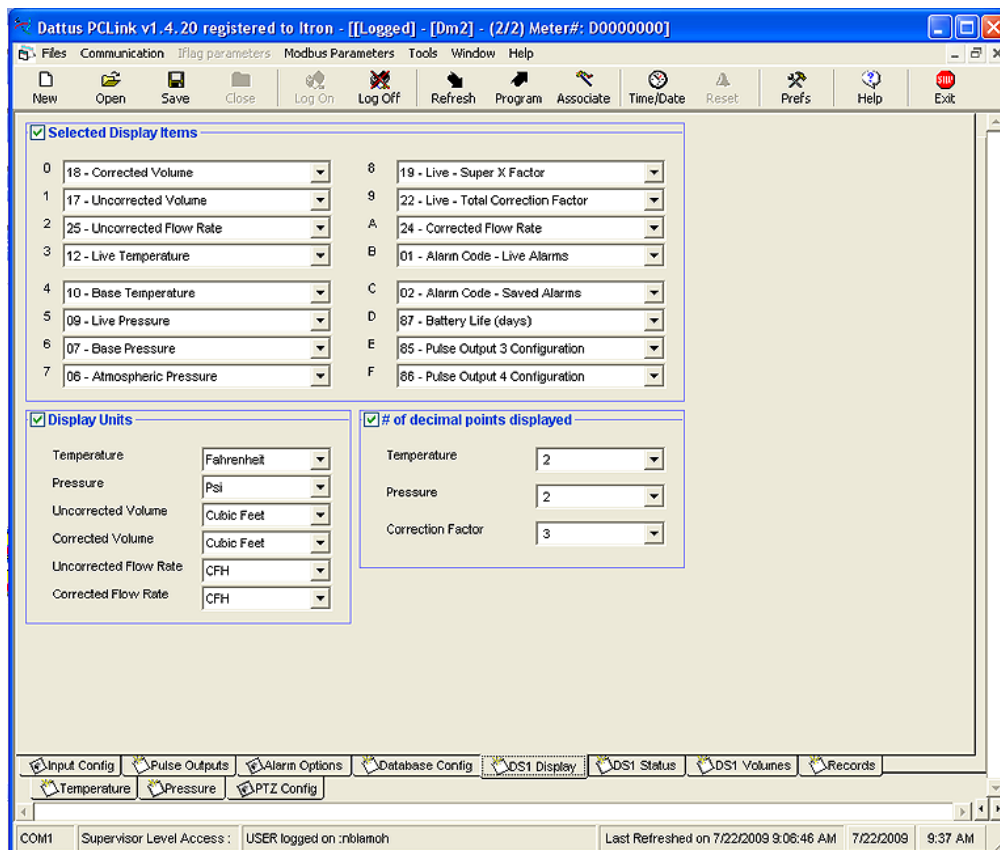 Dattus PCLink v1.4.20 registered to Itron - [[Logged] - [Dm2] - (2/2) Meter#: D0000000]
Files Communication Iflag parameters Modbus Parameters Tools Window Help
New Open Save Close Log On Log Off Refresh Program Associate Time/Date Reset Prefs Help STOP Exit
Selected Display Items
0 18 - Corrected Volume 8 19 - Live - Super X Factor
1 17 - Uncorrected Volume 9 22 - Live - Total Correction Factor
2 25 - Uncorrected Flow Rate A 24 - Corrected Flow Rate
3 12 - Live Temperature B 01 - Alarm Code - Live Alarms
4 10 - Base Temperature C 02 - Alarm Code - Saved Alarms
5 09 - Live Pressure D 87 - Battery Life (days)
6 07 - Base Pressure E 85 - Pulse Output 3 Configuration
7 06 - Atmospheric Pressure F 86 - Pulse Output 4 Configuration
Display Units
Temperature Fahrenheit
Pressure Psi
Uncorrected Volume Cubic Feet
Corrected Volume Cubic Feet
Uncorrected Flow Rate CFH
Corrected Flow Rate CFH
# of decimal points displayed
Temperature 2
Pressure 2
Correction Factor 3
Input Config Pulse Outputs Alarm Options Database Config DS1 Display DS1 Status DS1 Volumes Records
Temperature Pressure PTZ Config
COM1 Supervisor Level Access : USER logged on :nblamoh Last Refreshed on 7/22/2009 9:06:46 AM 7/22/2009 9:37 AM